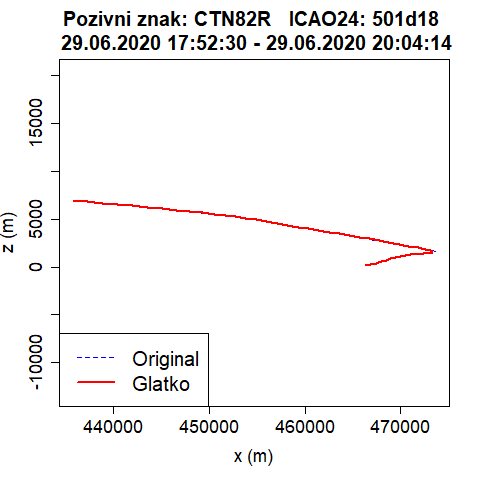 Pozivni znak: CTN82R   ICAO24: 501d18
29.06.2020 17:52:30 - 29.06.2020 20:04:14
z (m)
15000
5000
0
-10000
Original
Glatko
440000 450000 460000 470000
x (m)